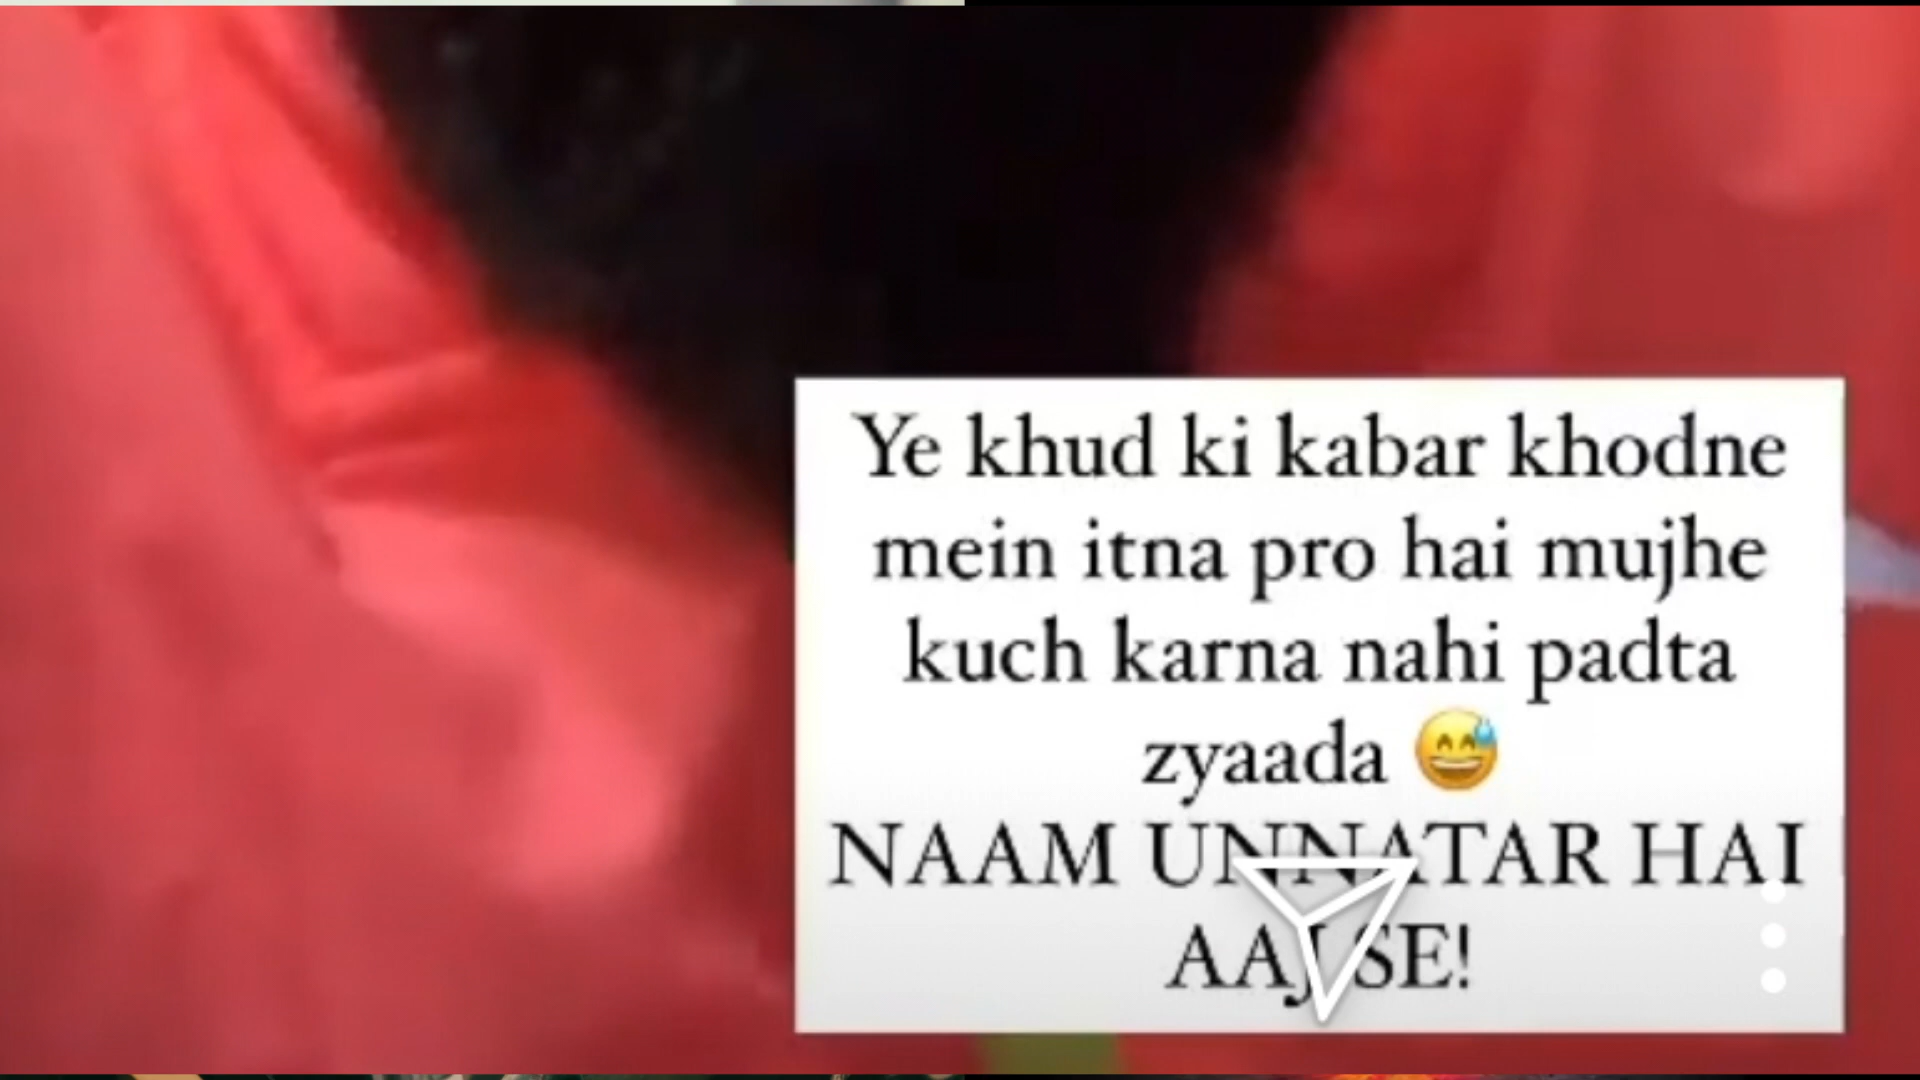 Ye khud ki kabar khodne
mein itna pro hai mujhe
kuch karna nahi padta
zyaada 😅
NAAM UNNATAR HAI
AAJ SE!